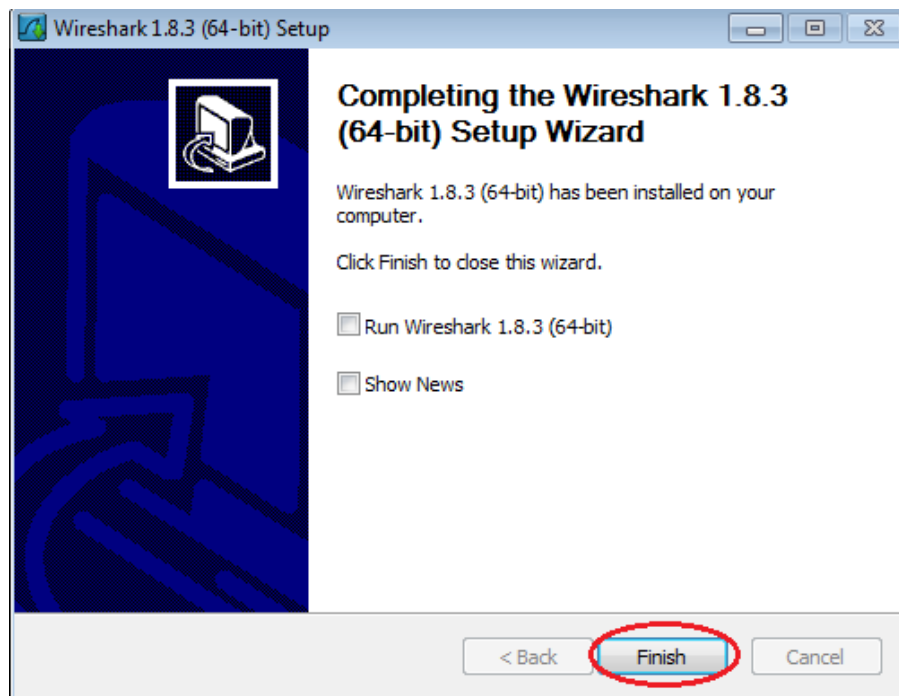 Wireshark 1.8.3 (64-bit) Setup
Completing the Wireshark 1.8.3
(64-bit) Setup Wizard
Wireshark 1.8.3 (64-bit) has been installed on your
computer.
Click Finish to close this wizard.
Run Wireshark 1.8.3 (64-bit)
Show News
< Back
Finish
Cancel